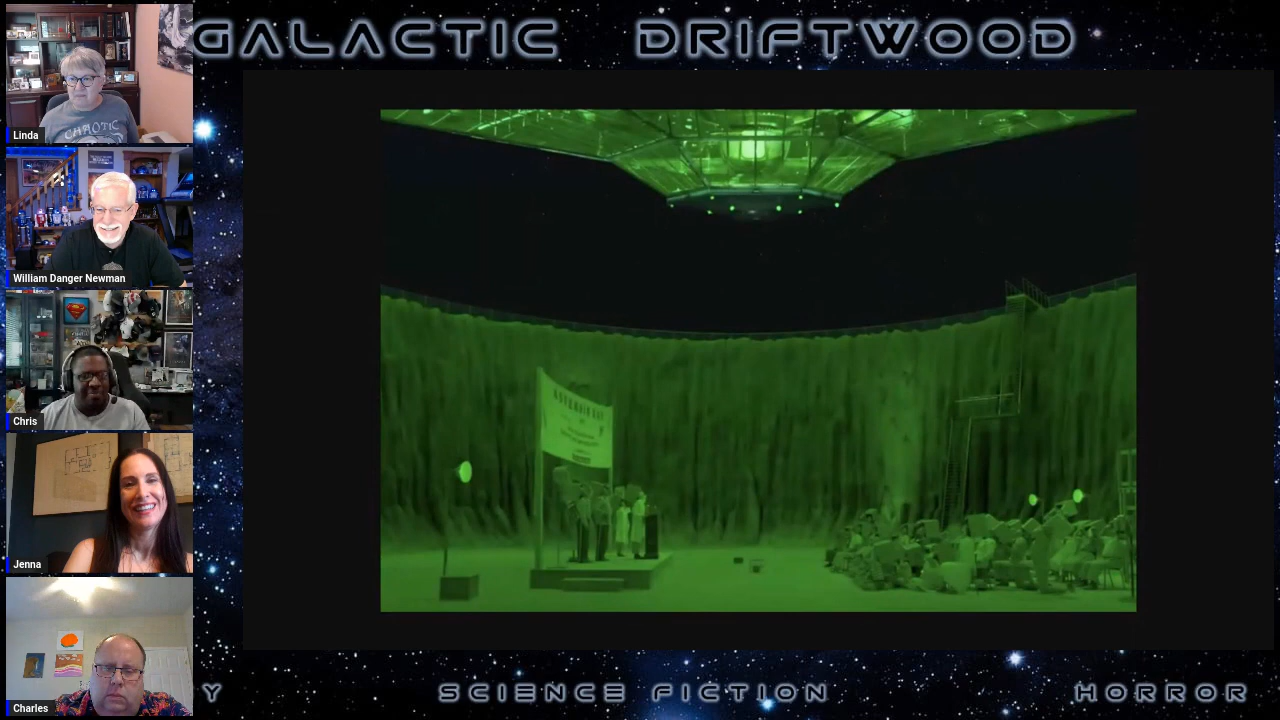 GALACTIC DRIFTWOOD
Linda
CHAOTIC
William Danger Newman
Chris
Jenna
Charles
Y SCIENCE FICTION HORROR